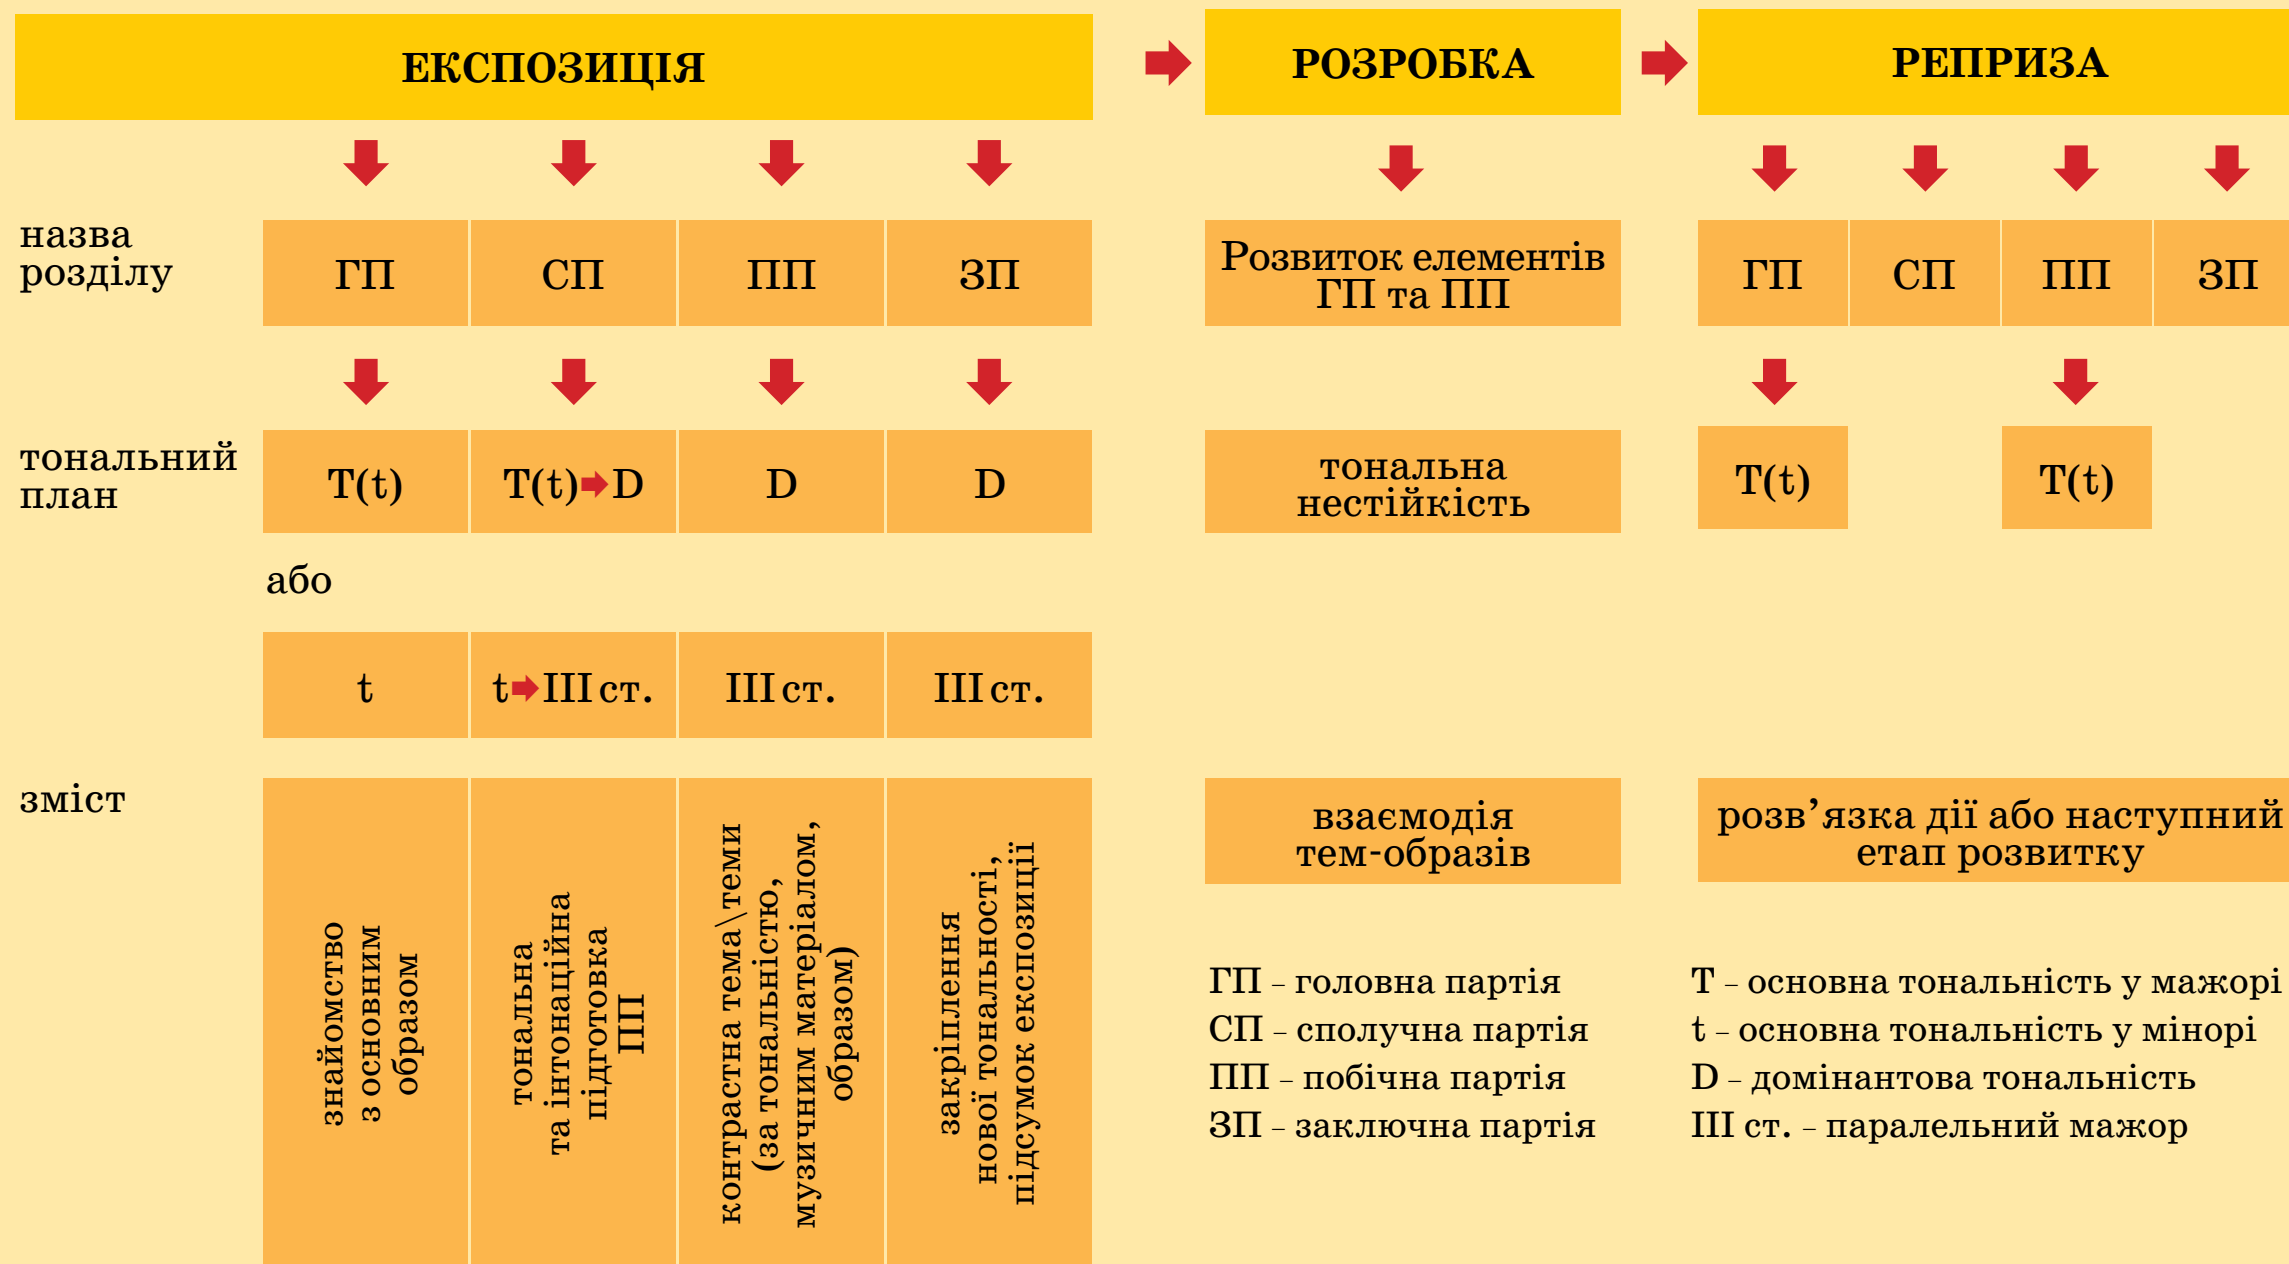 ЕКСПОЗИЦІЯ
РОЗРОБКА
РЕПРИЗА
назва
розділу
ГП
СП
ПП
ЗП
Розвиток елементів
ГП та ПП
ГП
СП
ПП
ЗП
тональний
план
T(t)
T(t)➡D
D
D
тональна
нестійкість
T(t)
T(t)
або
t
t➡III ст.
III ст.
III ст.
зміст
знайомство
з основним
образом
тональна
та інтонаційна
підготовка
ПП
контрастна тема\теми
(за тональністю,
музичним матеріалом,
образом)
закріплення
нової тональності,
підсумок експозиції
взаємодія
тем-образів
розв’язка дії або наступний
етап розвитку
ГП – головна партія
СП – сполучна партія
ПП – побічна партія
ЗП – заключна партія
T – основна тональність у мажорі
t – основна тональність у мінорі
D – домінантова тональність
III ст. – паралельний мажор